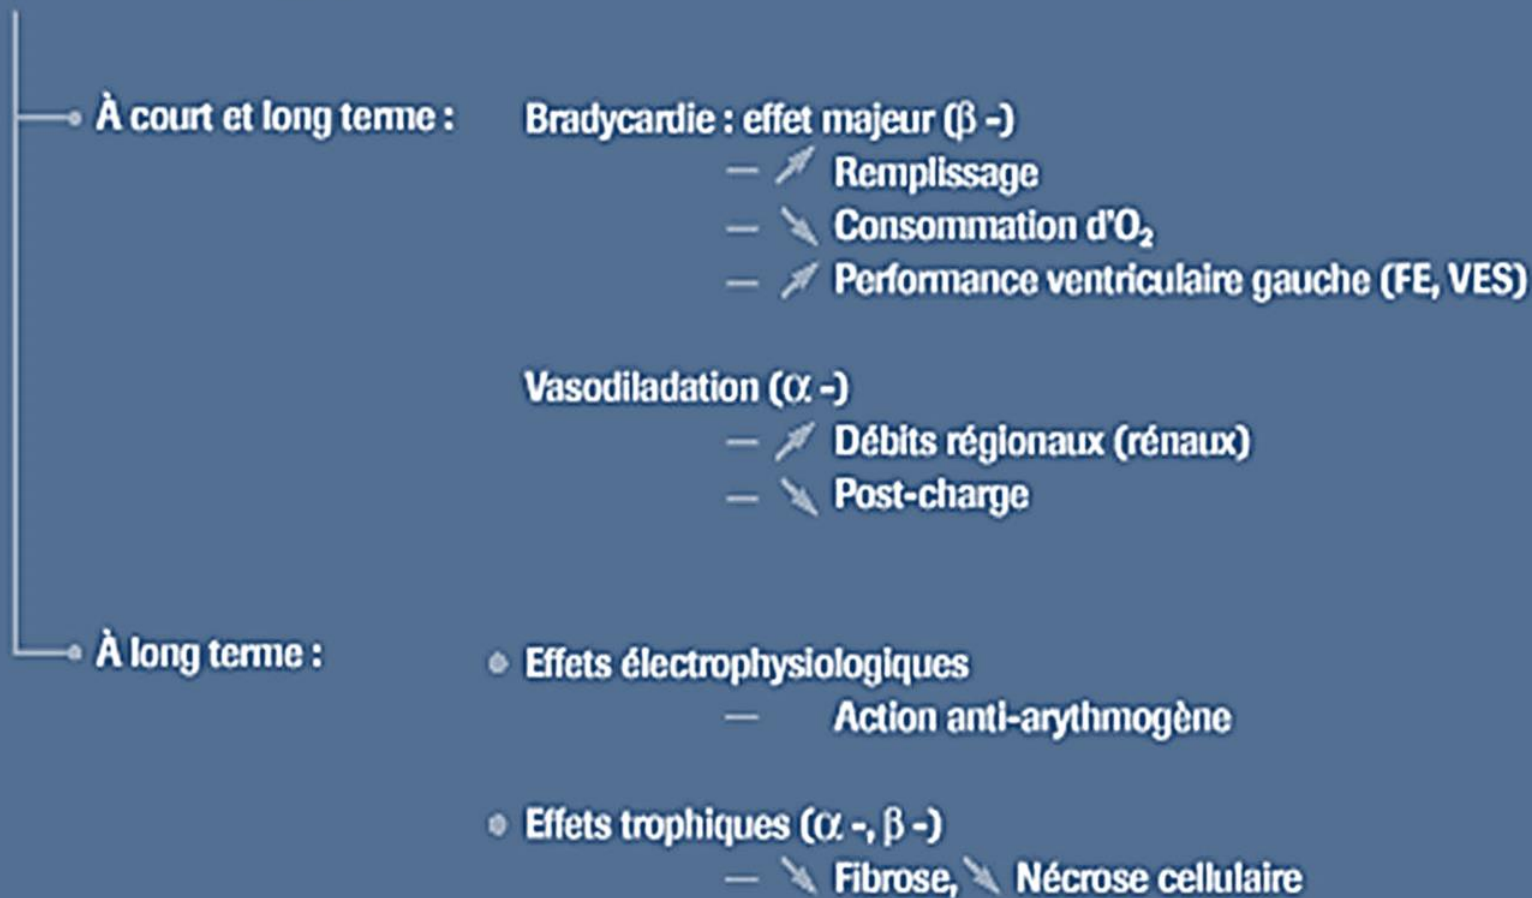 À court et long terme : Bradycardie : effet majeur (β -)
— ↗ Remplissage
— ↘ Consommation d'O₂
— ↗ Performance ventriculaire gauche (FE, VES)
Vasodiladation (α -)
— ↗ Débits régionaux (rénaux)
— ↘ Post-charge
À long terme : • Effets électrophysiologiques
— Action anti-arythmogène
• Effets trophiques (α -, β -)
— ↘ Fibrose, ↘ Nécrose cellulaire